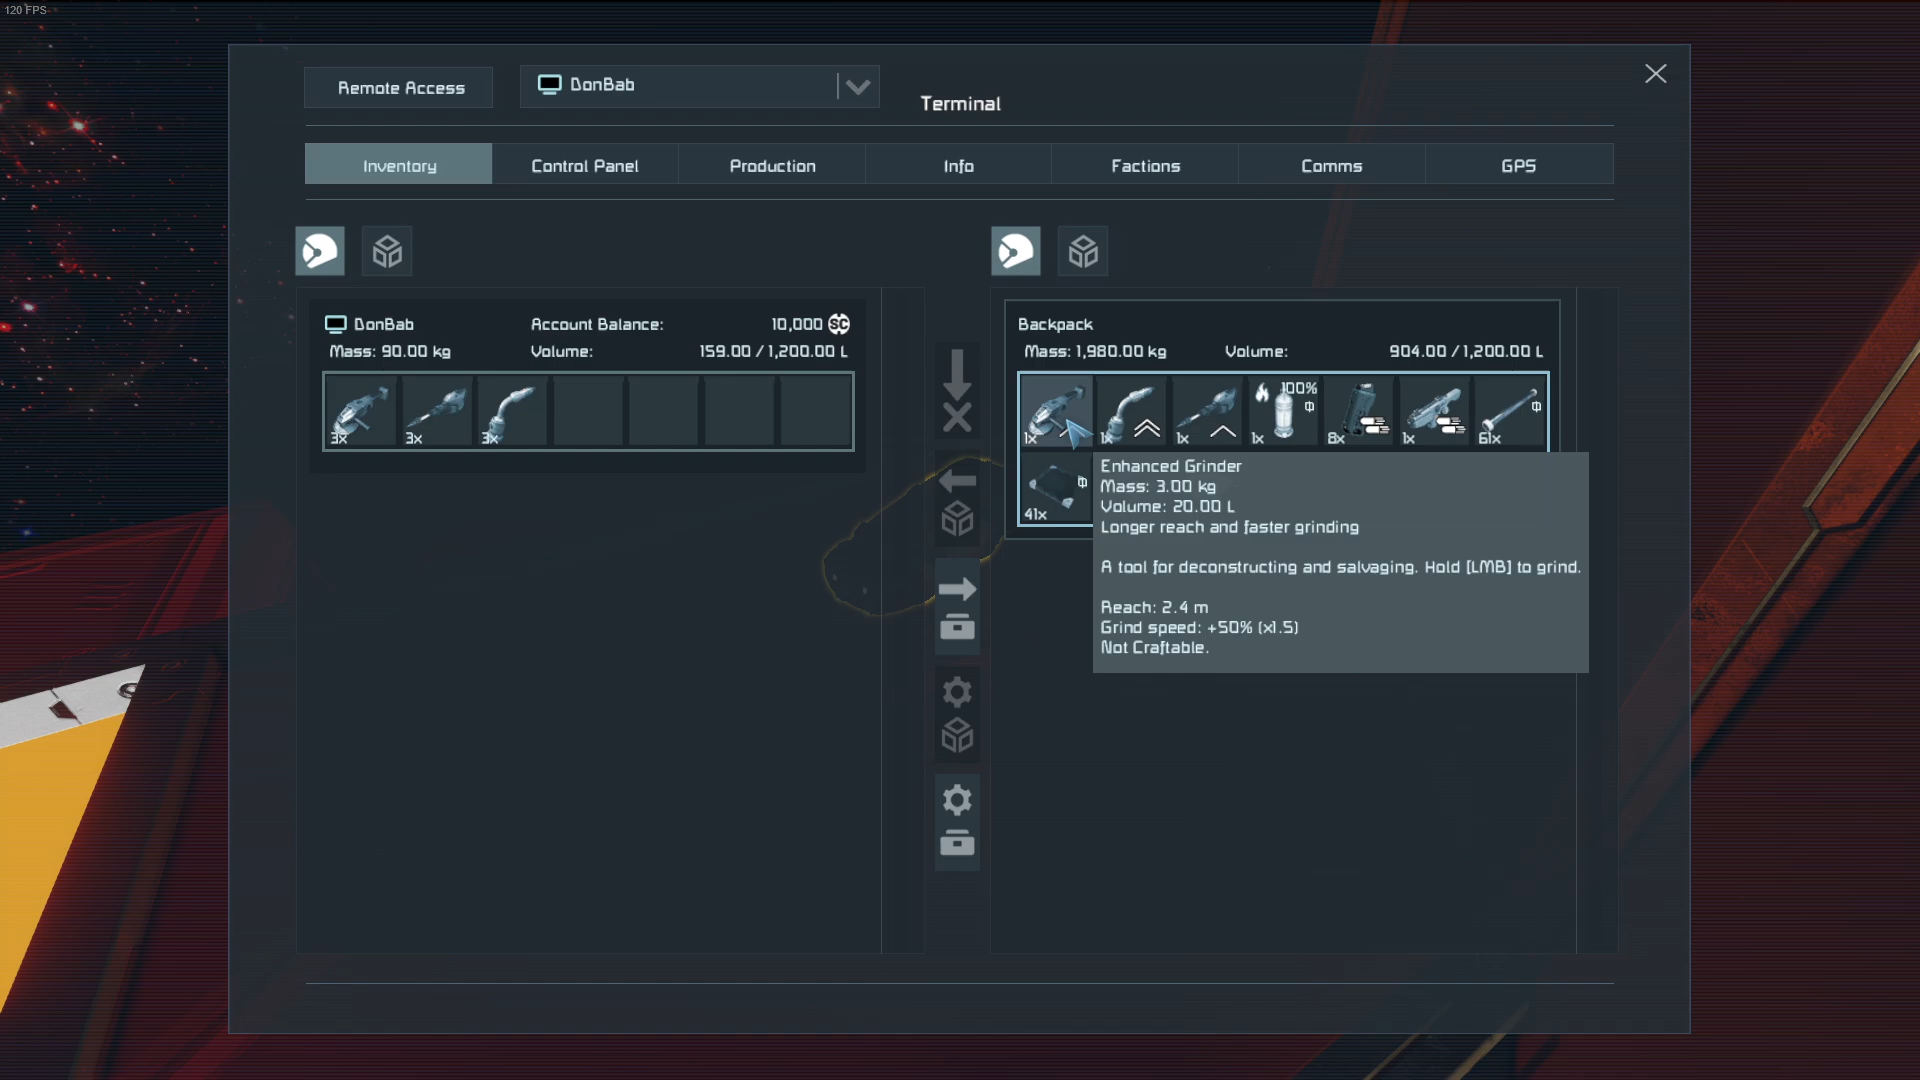 120 FPS
Remote Access
DonBab
Terminal
Inventory
Control Panel
Production
Info
Factions
Comms
GPS
DonBab
Account Balance:
10,000 SC
Mass: 90.00 kg
Volume:
159.00 / 1,200.00 L
3x
3x
3x
Backpack
Mass: 1,980.00 kg
Volume:
904.00 / 1,200.00 L
100%
1x
1x
1x
1x
8x
1x
61x
41x
Enhanced Grinder
Mass: 3.00 kg
Volume: 20.00 L
Longer reach and faster grinding
A tool for deconstructing and salvaging. Hold [LMB] to grind.
Reach: 2.4 m
Grind speed: +50% (x1.5)
Not Craftable.